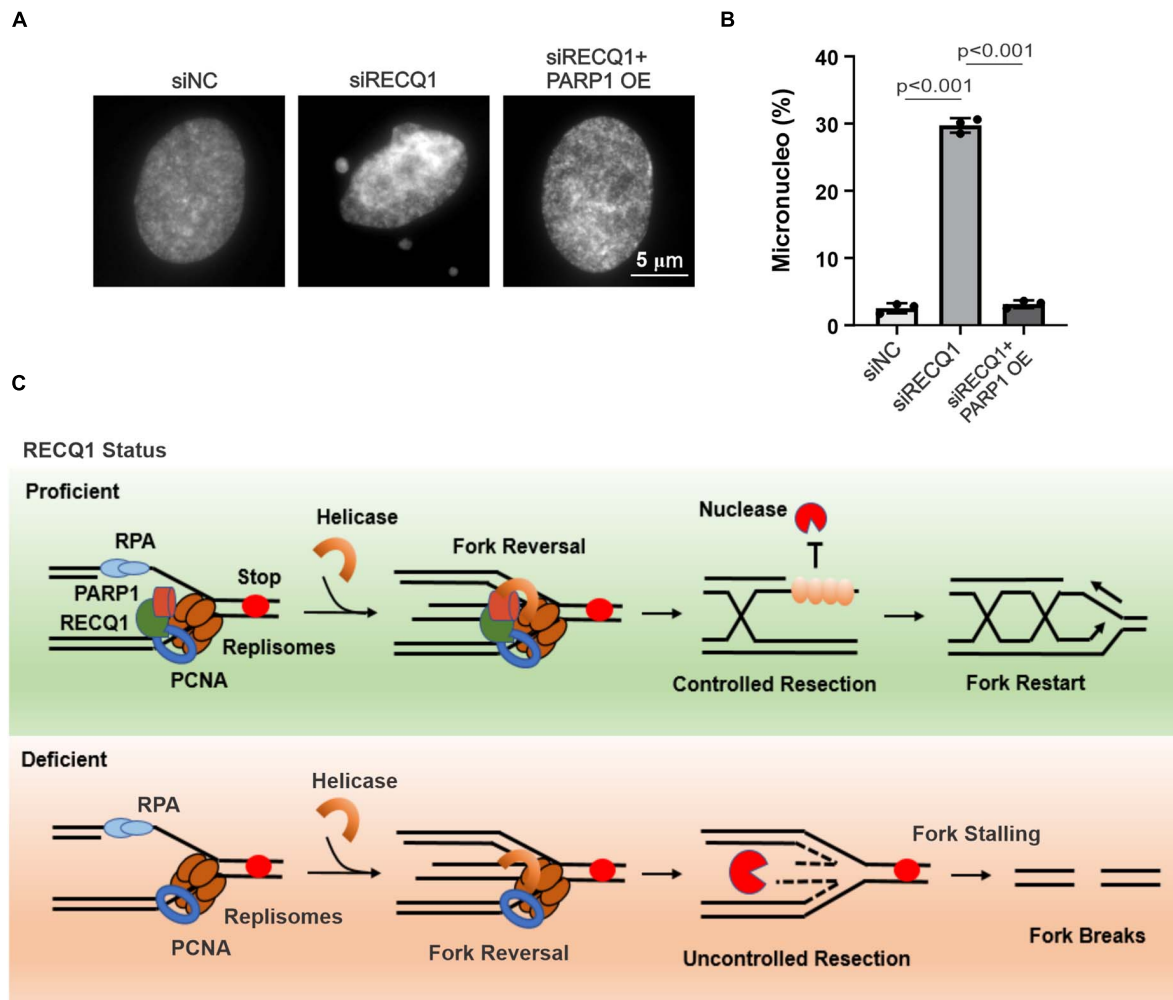 A
siNC
siRECQ1
siRECQ1+
PARP1 OE
5 μm
B
Micronucleo (%)
40
30
20
10
0
p<0.001
p<0.001
siNC
siRECQ1
siRECQ1+
PARP1 OE
C
RECQ1 Status
Proficient
RPA
PARP1
RECQ1
PCNA
Replisomes
Stop
Helicase
Fork Reversal
Nuclease
Controlled Resection
Fork Restart
Deficient
RPA
Replisomes
PCNA
Helicase
Fork Reversal
Uncontrolled Resection
Fork Stalling
Fork Breaks